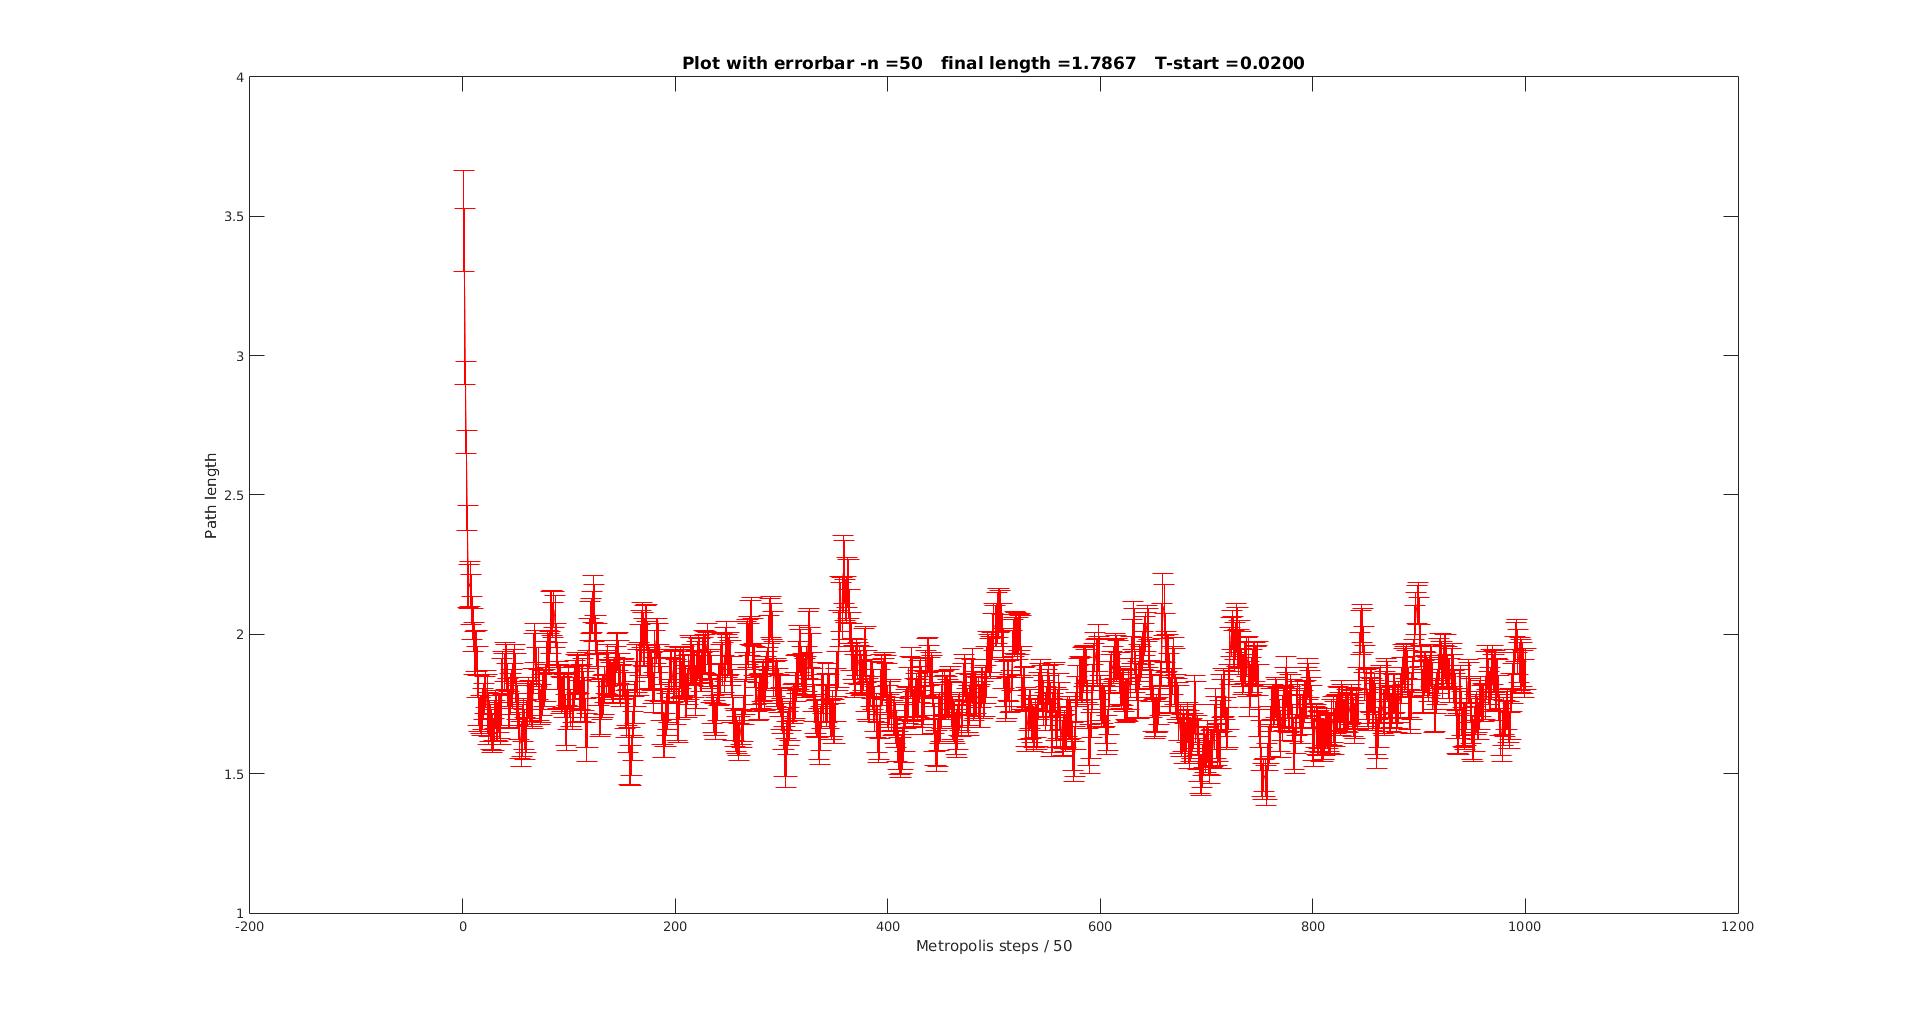 Plot with errorbar -n =50   final length =1.7867   T-start =0.0200
4
3.5
3
2.5
2
1.5
1
Path length
-200 0 200 400 600 800 1000 1200
Metropolis steps / 50